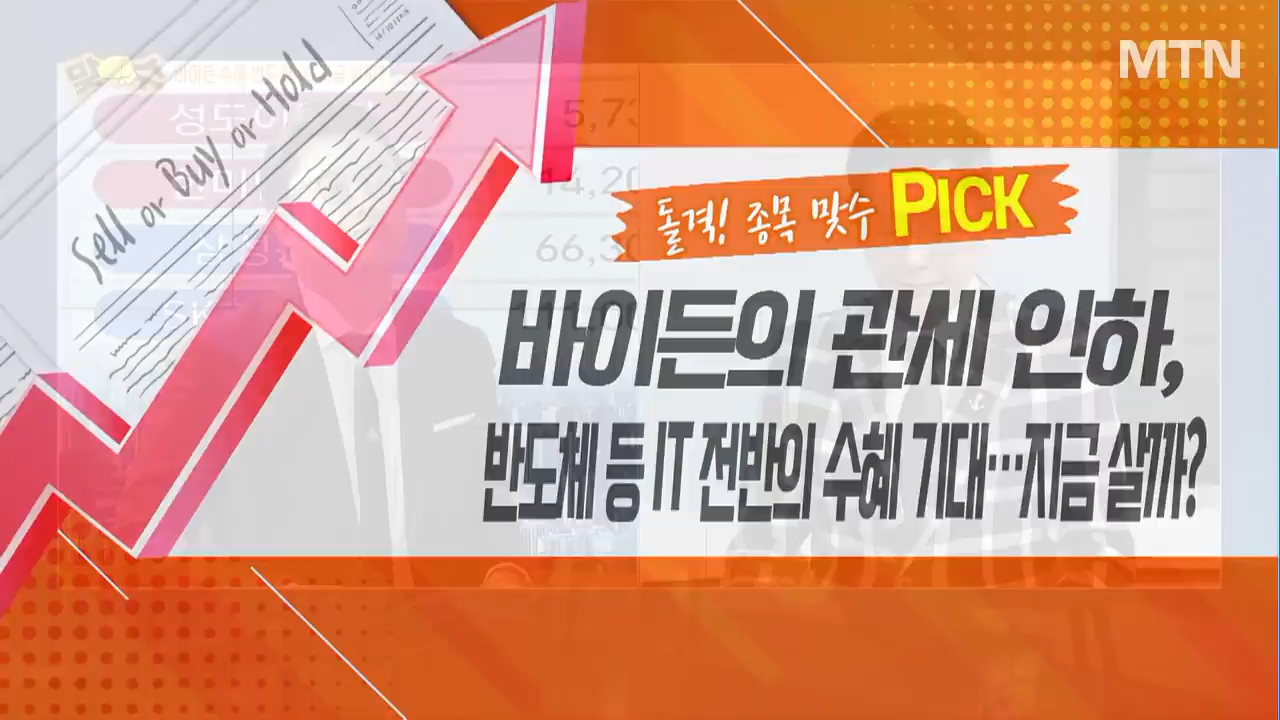 MTN
Sell or Buy or Hold
돌격! 종목 맞수 PICK
바이든의 관세 인하,
반도체 등 IT 전반의 수혜 기대…지금 살까?